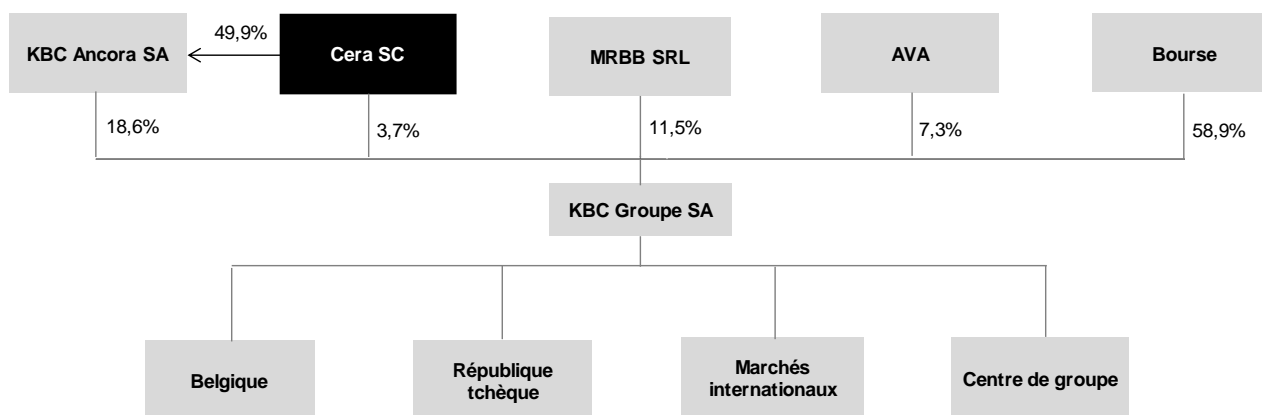 49,9%
KBC Ancora SA
Cera SC
MRBB SRL
AVA
Bourse
18,6%
3,7%
11,5%
7,3%
58,9%
KBC Groupe SA
Belgique
République
tchèque
Marchés
internationaux
Centre de groupe